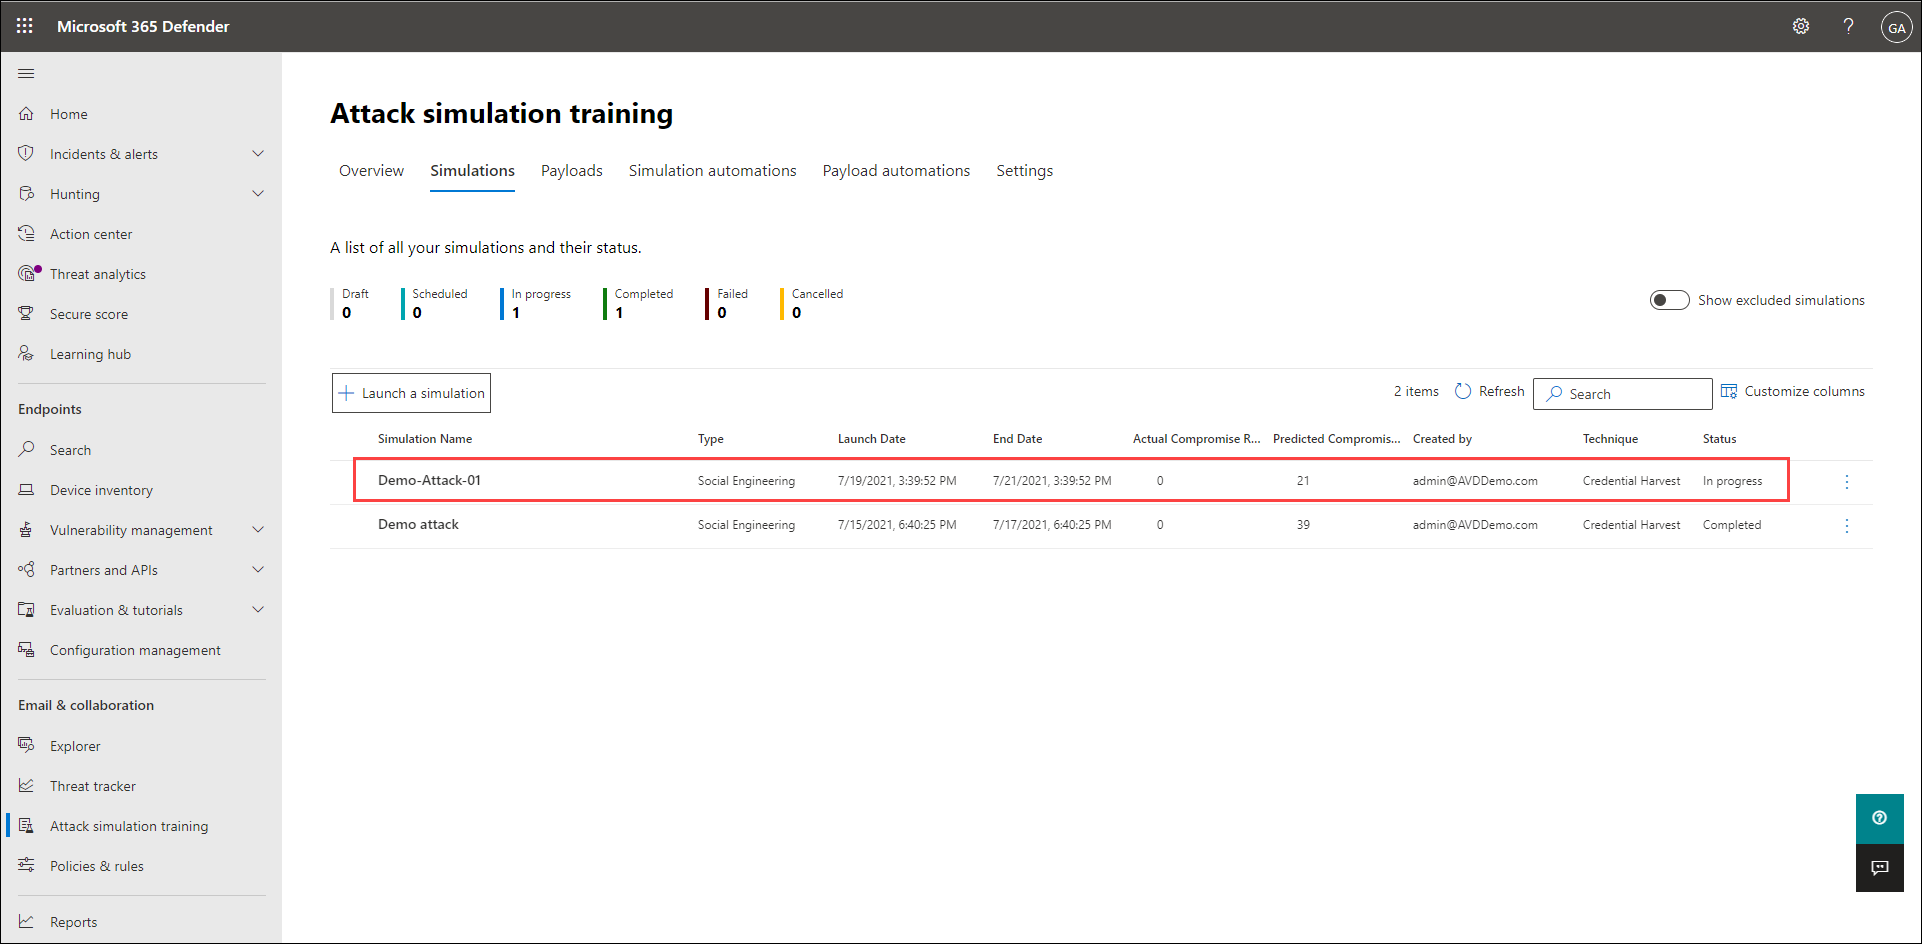 Microsoft 365 Defender
GA
Home
Incidents & alerts
Hunting
Action center
Threat analytics
Secure score
Learning hub
Endpoints
Search
Device inventory
Vulnerability management
Partners and APIs
Evaluation & tutorials
Configuration management
Email & collaboration
Explorer
Threat tracker
Attack simulation training
Policies & rules
Reports
Attack simulation training
Overview Simulations Payloads Simulation automations Payload automations Settings
A list of all your simulations and their status.
Draft Scheduled In progress Completed Failed Cancelled
0 0 1 1 0 0
Show excluded simulations
Launch a simulation 2 items Refresh Search Customize columns
Simulation Name Type Launch Date End Date Actual Compromise R... Predicted Compromis... Created by Technique Status
Demo-Attack-01 Social Engineering 7/19/2021, 3:39:52 PM 7/21/2021, 3:39:52 PM 0 21 admin@AVDDemo.com Credential Harvest In progress
Demo attack Social Engineering 7/15/2021, 6:40:25 PM 7/17/2021, 6:40:25 PM 0 39 admin@AVDDemo.com Credential Harvest Completed